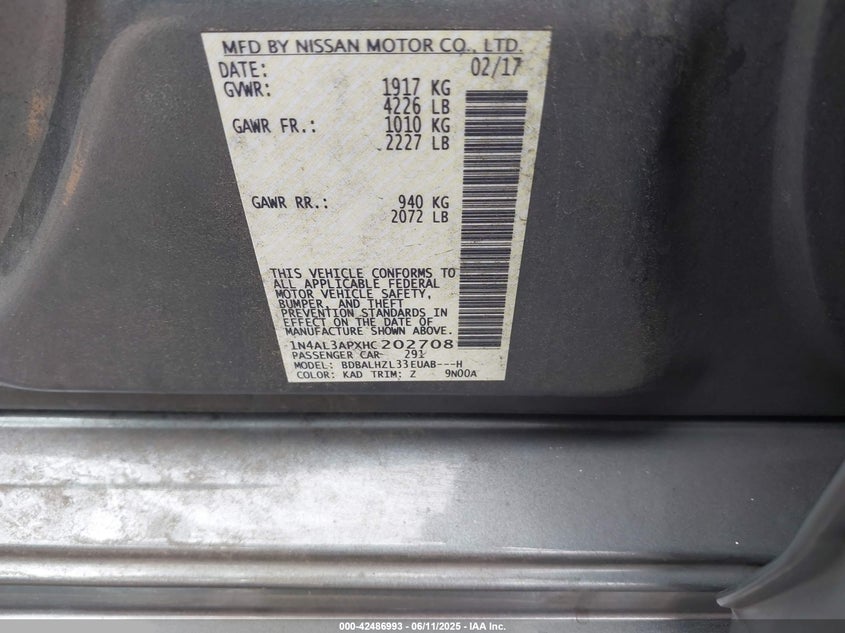 MFD BY NISSAN MOTOR CO., LTD.
DATE: 02/17
GVWR: 1917 KG
4226 LB
GAWR FR.: 1010 KG
2227 LB
GAWR RR.: 940 KG
2072 LB
THIS VEHICLE CONFORMS TO
ALL APPLICABLE FEDERAL
MOTOR VEHICLE SAFETY,
BUMPER, AND THEFT
PREVENTION STANDARDS IN
EFFECT ON THE DATE OF
MANUFACTURE SHOWN ABOVE.
1N4AL3APXHC202708
PASSENGER CAR 291
MODEL: BDBALHZL33EUAB---H
COLOR: KAD TRIM: Z 9N00A
000-42486993 - 06/11/2025 - IAA Inc.